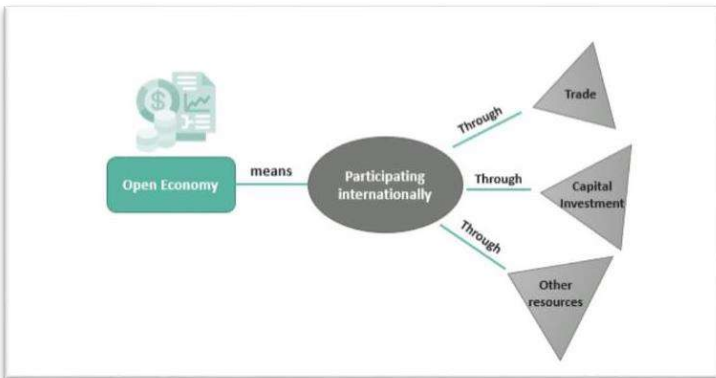 Open Economy
means
Participating
internationally
Through
Trade
Through
Capital
Investment
Through
Other
resources